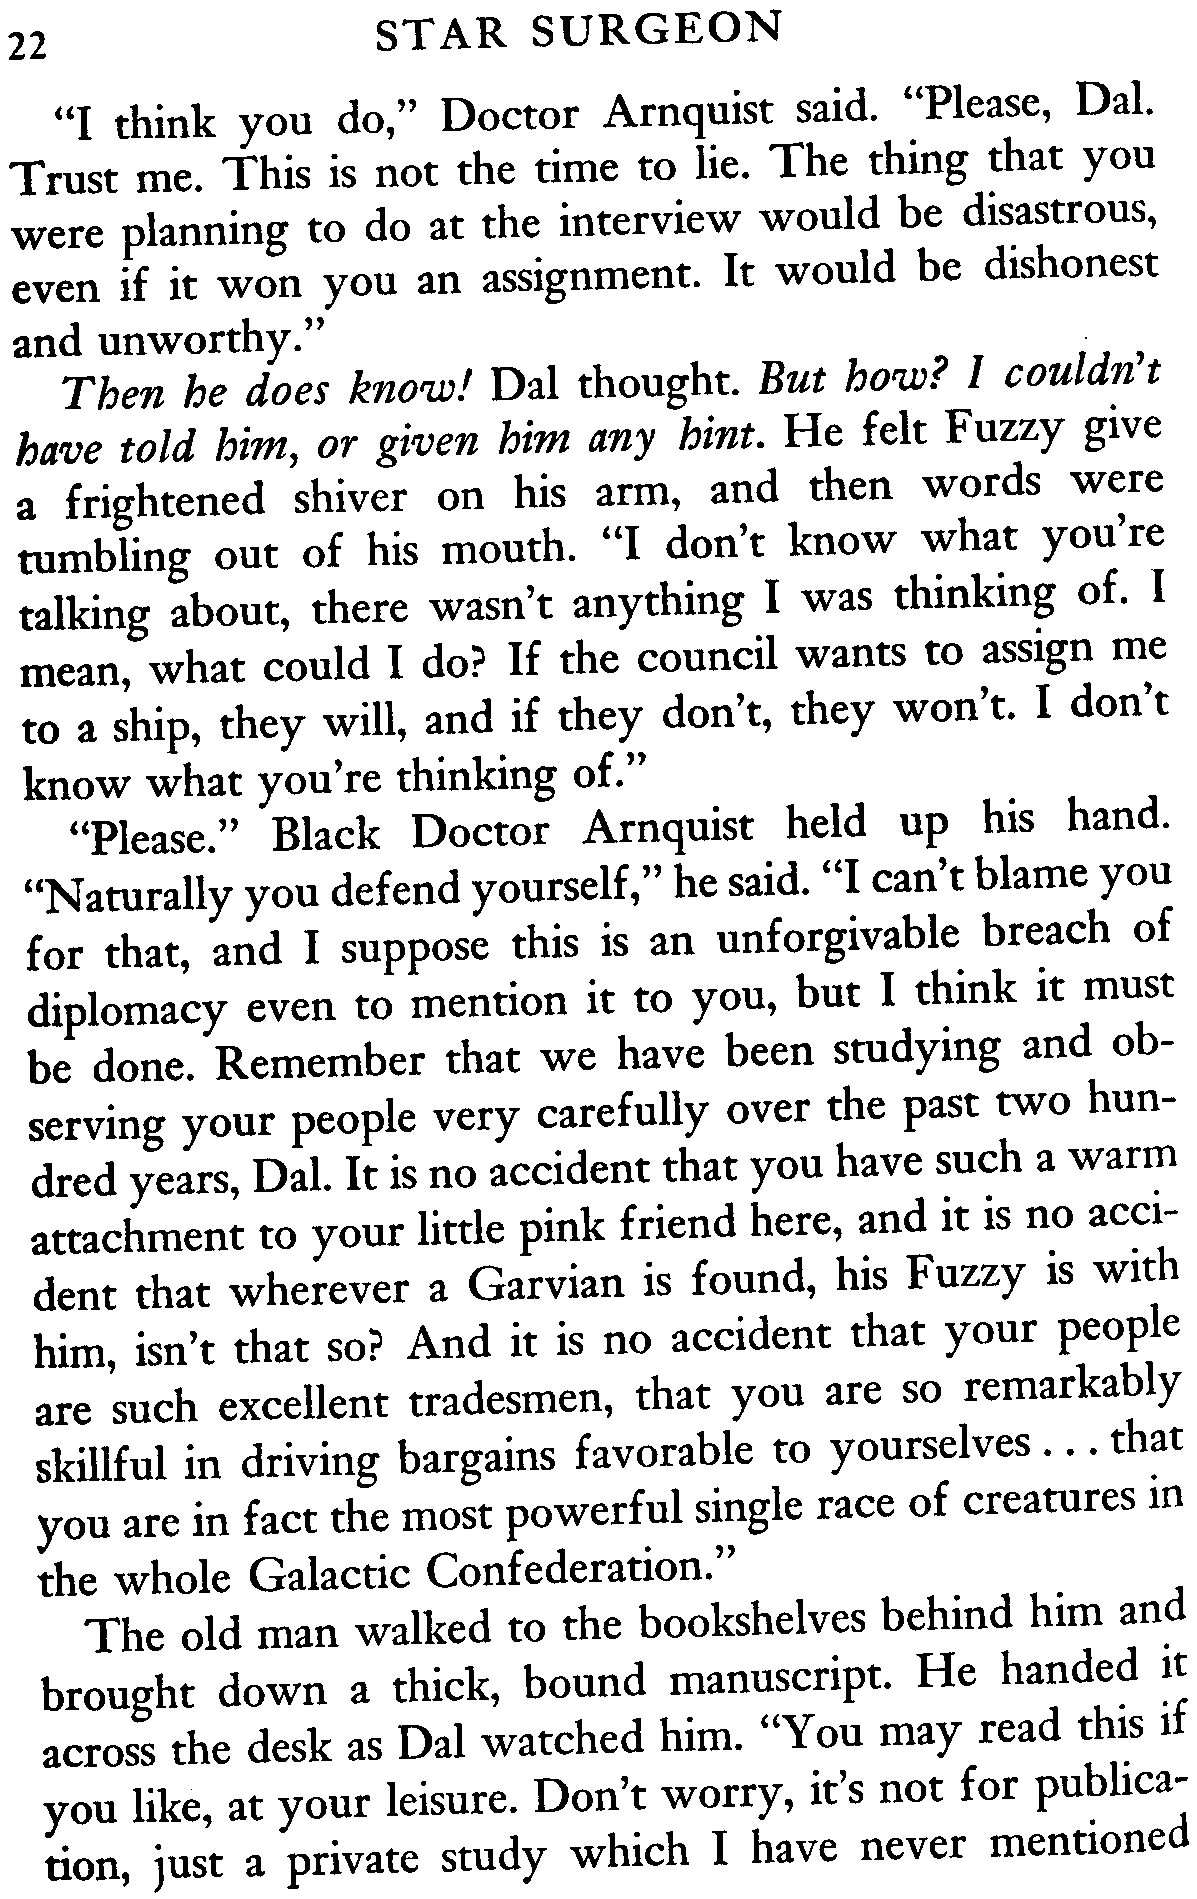 22 STAR SURGEON
“I think you do,” Doctor Arnquist said. “Please, Dal.
Trust me. This is not the time to lie. The thing that you
were planning to do at the interview would be disastrous,
even if it won you an assignment. It would be dishonest
and unworthy.”
Then he does know! Dal thought. But how? I couldn't
have told him, or given him any hint. He felt Fuzzy give
a frightened shiver on his arm, and then words were
tumbling out of his mouth. “I don't know what you're
talking about, there wasn't anything I was thinking of. I
mean, what could I do? If the council wants to assign me
to a ship, they will, and if they don't, they won't. I don't
know what you're thinking of.”
“Please.” Black Doctor Arnquist held up his hand.
“Naturally you defend yourself,” he said. “I can't blame you
for that, and I suppose this is an unforgivable breach of
diplomacy even to mention it to you, but I think it must
be done. Remember that we have been studying and ob-
serving your people very carefully over the past two hun-
dred years, Dal. It is no accident that you have such a warm
attachment to your little pink friend here, and it is no acci-
dent that wherever a Garvian is found, his Fuzzy is with
him, isn't that so? And it is no accident that your people
are such excellent tradesmen, that you are so remarkably
skillful in driving bargains favorable to yourselves . . . that
you are in fact the most powerful single race of creatures in
the whole Galactic Confederation.”
The old man walked to the bookshelves behind him and
brought down a thick, bound manuscript. He handed it
across the desk as Dal watched him. “You may read this if
you like, at your leisure. Don't worry, it's not for publica-
tion, just a private study which I have never mentioned